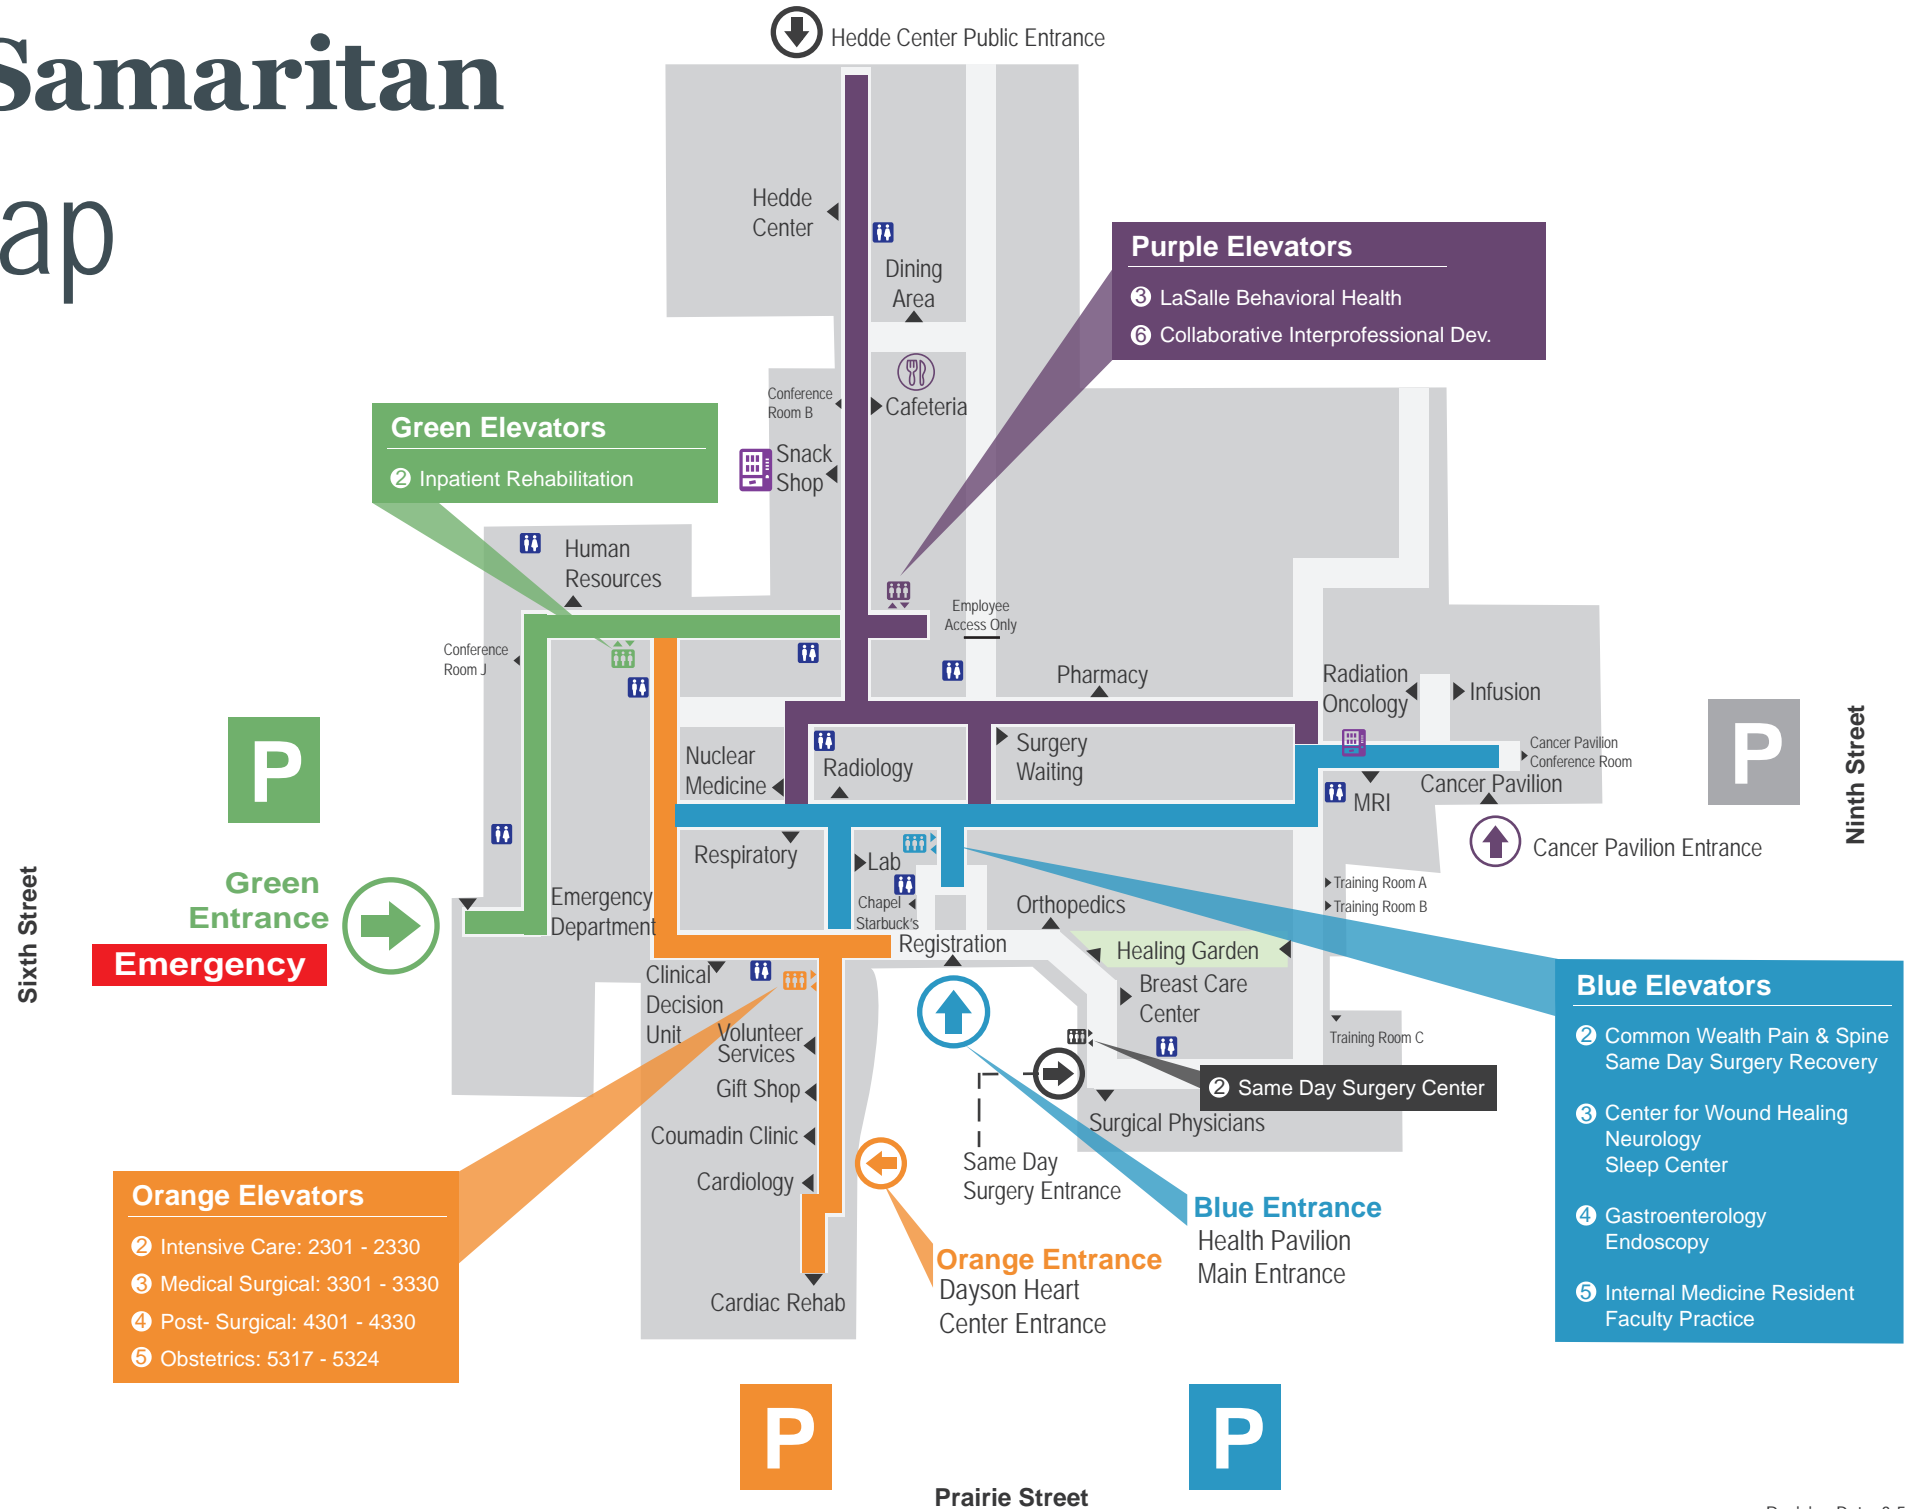 Samaritan
ap
Hedde Center Public Entrance
Hedde
Center
Dining
Area
Purple Elevators
3 LaSalle Behavioral Health
6 Collaborative Interprofessional Dev.
Conference
Room B
Cafeteria
Green Elevators
2 Inpatient Rehabilitation
Snack
Shop
Human
Resources
Employee
Access Only
Conference
Room J
Pharmacy
Radiation
Oncology
Infusion
P
P
Ninth Street
Nuclear
Medicine
Radiology
Surgery
Waiting
Cancer Pavilion
Conference Room
MRI
Cancer Pavilion
Cancer Pavilion Entrance
Respiratory
Lab
Sixth Street
Green
Entrance
Emergency
Emergency
Department
Chapel
Starbuck's
Registration
Orthopedics
Training Room A
Training Room B
Healing Garden
Clinical
Decision
Unit
Breast Care
Center
Volunteer
Services
Training Room C
Gift Shop
2 Same Day Surgery Center
Coumadin Clinic
Surgical Physicians
Cardiology
Same Day
Surgery Entrance
Blue Elevators
2 Common Wealth Pain & Spine
Same Day Surgery Recovery
3 Center for Wound Healing
Neurology
Sleep Center
4 Gastroenterology
Endoscopy
5 Internal Medicine Resident
Faculty Practice
Orange Elevators
2 Intensive Care: 2301 - 2330
3 Medical Surgical: 3301 - 3330
4 Post- Surgical: 4301 - 4330
5 Obstetrics: 5317 - 5324
Blue Entrance
Health Pavilion
Main Entrance
Orange Entrance
Dayson Heart
Center Entrance
Cardiac Rehab
P
P
Prairie Street